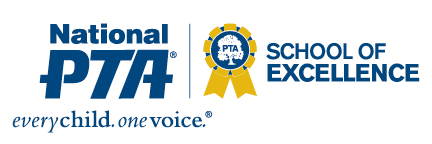 National
PTA®
everychild.onevoice.®
PTA
SCHOOL OF
EXCELLENCE